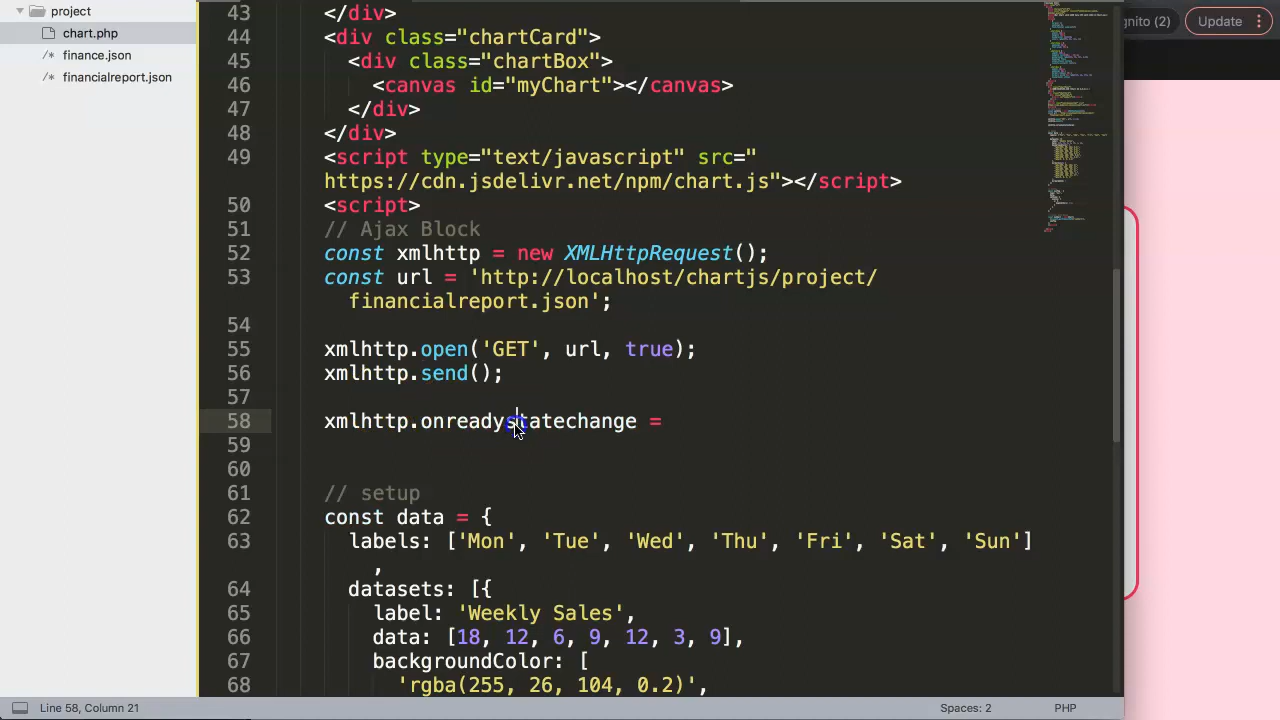 project
chart.php
finance.json
financialreport.json
gnito (2)
Update
43 </div>
44 <div class="chartCard">
45 <div class="chartBox">
46 <canvas id="myChart"></canvas>
47 </div>
48 </div>
49 <script type="text/javascript" src="
https://cdn.jsdelivr.net/npm/chart.js"></script>
50 <script>
51 // Ajax Block
52 const xmlhttp = new XMLHttpRequest();
53 const url = 'http://localhost/chartjs/project/
financialreport.json';
54
55 xmlhttp.open('GET', url, true);
56 xmlhttp.send();
57
58 xmlhttp.onreadystatechange =
59
60
61 // setup
62 const data = {
63 labels: ['Mon', 'Tue', 'Wed', 'Thu', 'Fri', 'Sat', 'Sun']
,
64 datasets: [{
65 label: 'Weekly Sales',
66 data: [18, 12, 6, 9, 12, 3, 9],
67 backgroundColor: [
68 'rgba(255, 26, 104, 0.2)',
Line 58, Column 21
Spaces: 2
PHP